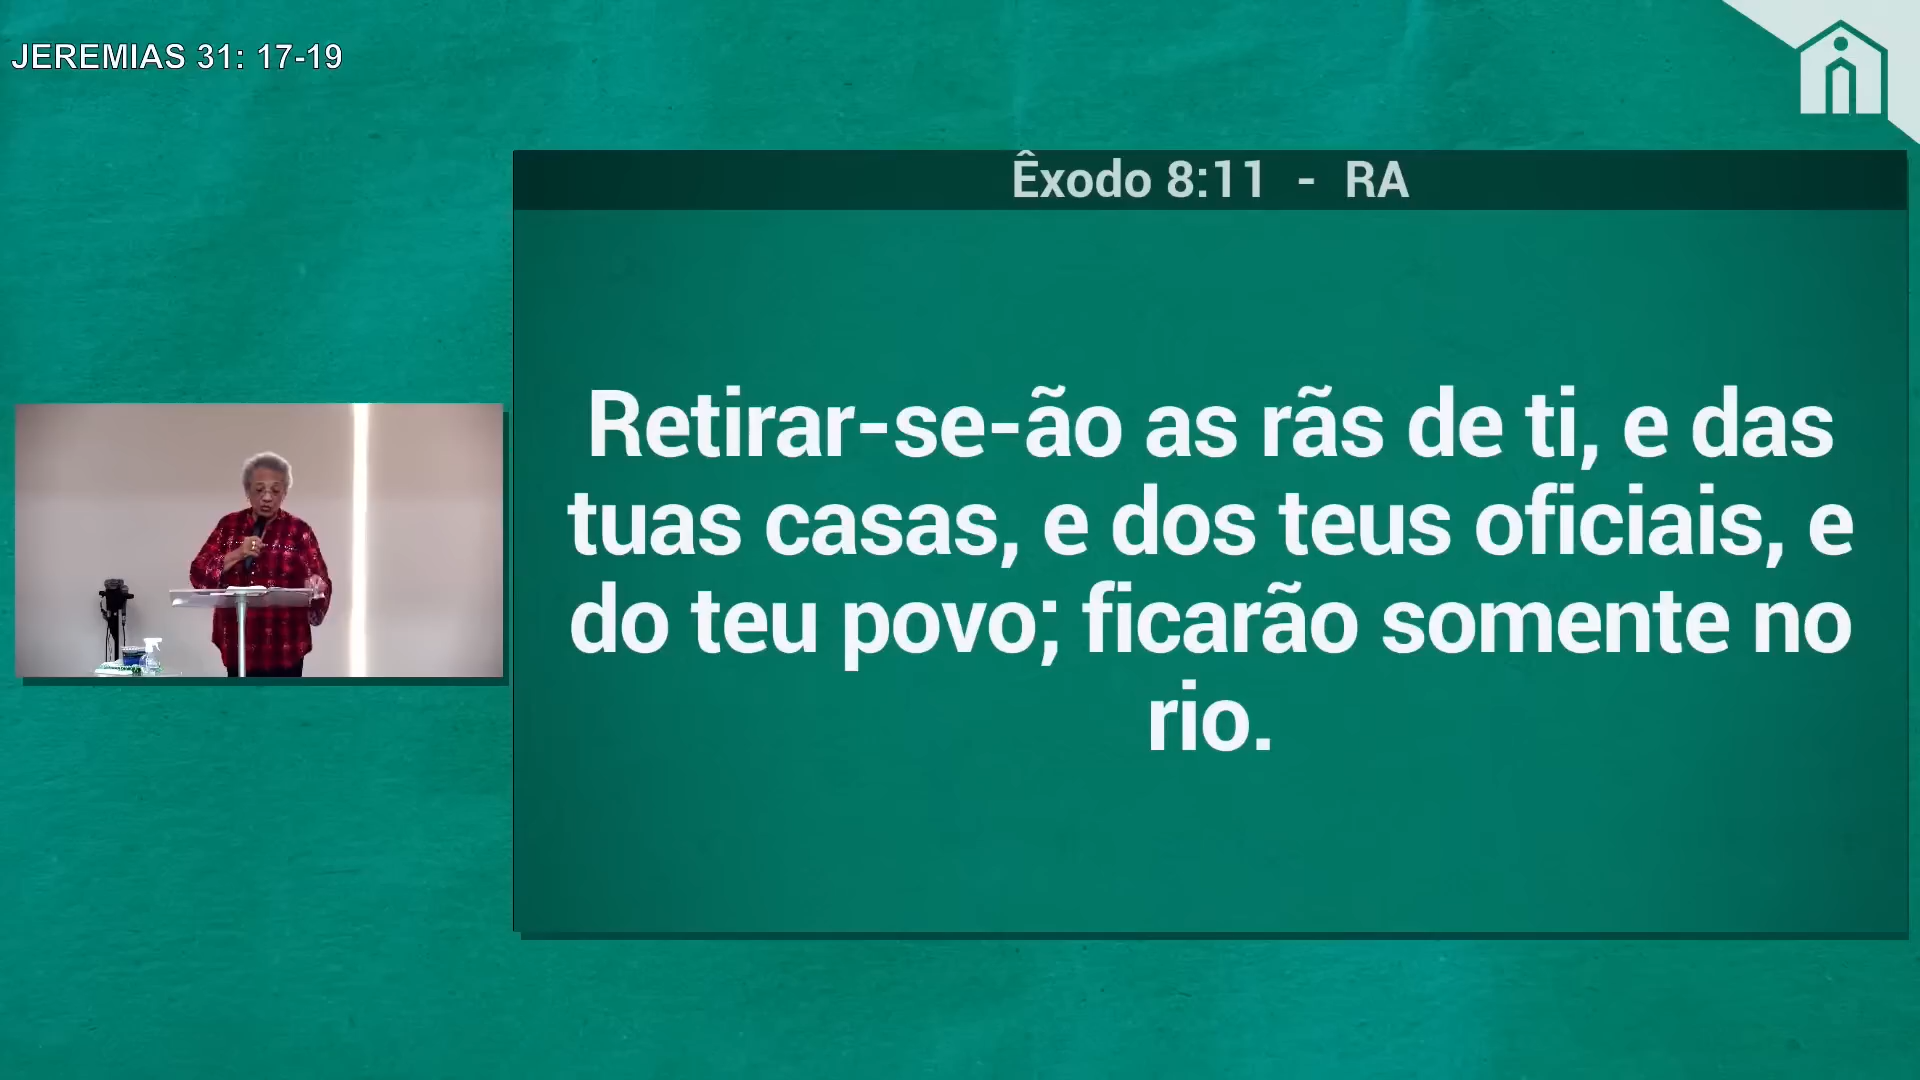 JEREMIAS 31: 17-19
Êxodo 8:11 - RA
Retirar-se-ão as rãs de ti, e das
tuas casas, e dos teus oficiais, e
do teu povo; ficarão somente no
rio.